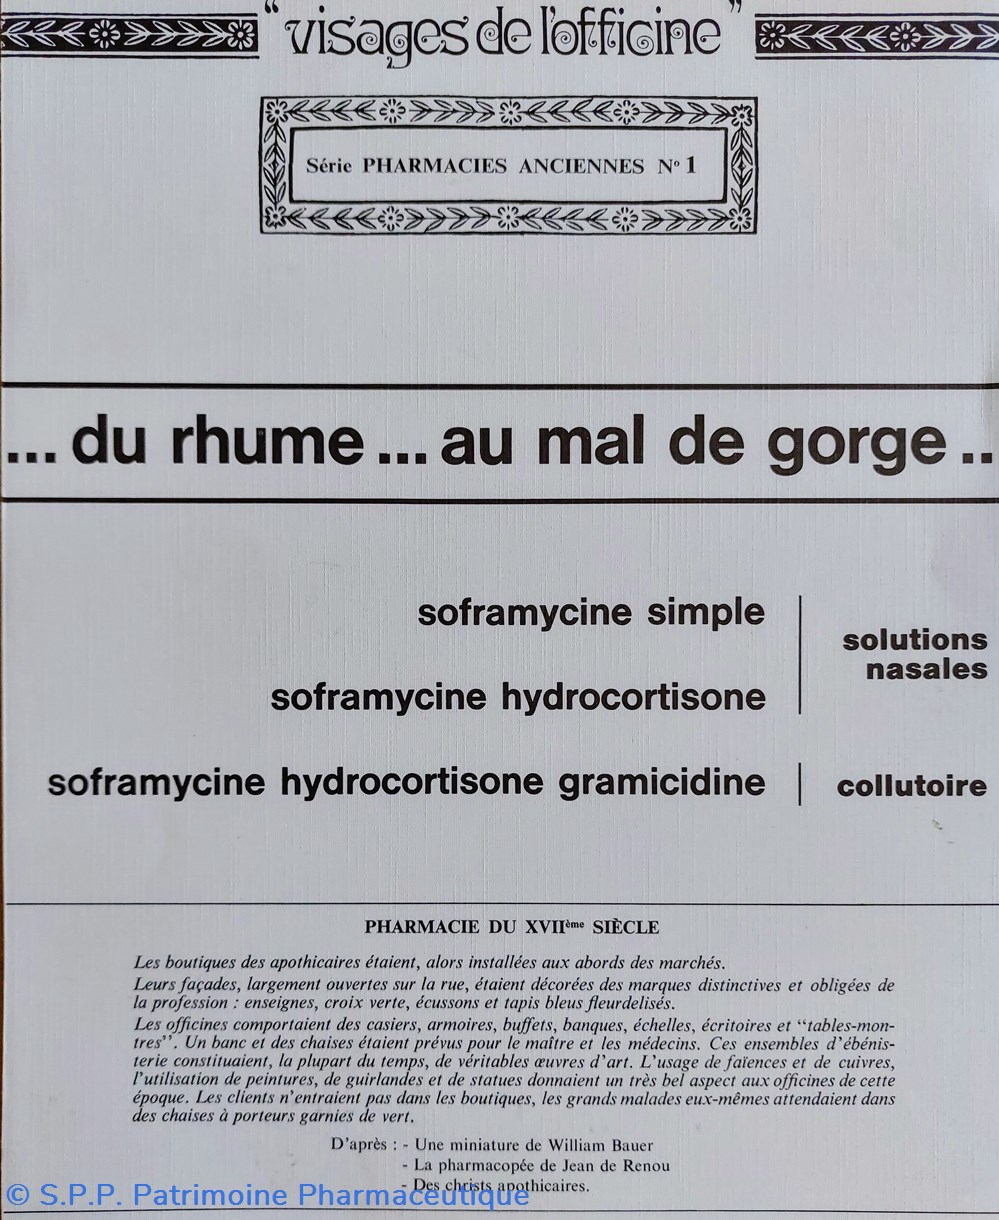 “visages de l’officine”
Série PHARMACIES ANCIENNES Nº 1
... du rhume ... au mal de gorge ..
soframycine simple
solutions
nasales
soframycine hydrocortisone
soframycine hydrocortisone gramicidine
collutoire
PHARMACIE DU XVIIème SIÈCLE
Les boutiques des apothicaires étaient, alors installées aux abords des marchés.
Leurs façades, largement ouvertes sur la rue, étaient décorées des marques distinctives et obligées de
la profession : enseignes, croix verte, écussons et tapis bleus fleurdelisés.
Les officines comportaient des casiers, armoires, buffets, banques, échelles, écritoires et “tables-mon-
tres”. Un banc et des chaises étaient prévus pour le maître et les médecins. Ces ensembles d’ébénis-
terie constituaient, la plupart du temps, de véritables œuvres d’art. L’usage de faïences et de cuivres,
l’utilisation de peintures, de guirlandes et de statues donnaient un très bel aspect aux officines de cette
époque. Les clients n’entraient pas dans les boutiques, les grands malades eux-mêmes attendaient dans
des chaises à porteurs garnies de vert.
D’après : - Une miniature de William Bauer
- La pharmacopée de Jean de Renou
- Des christs apothicaires.
© S.P.P. Patrimoine Pharmaceutique